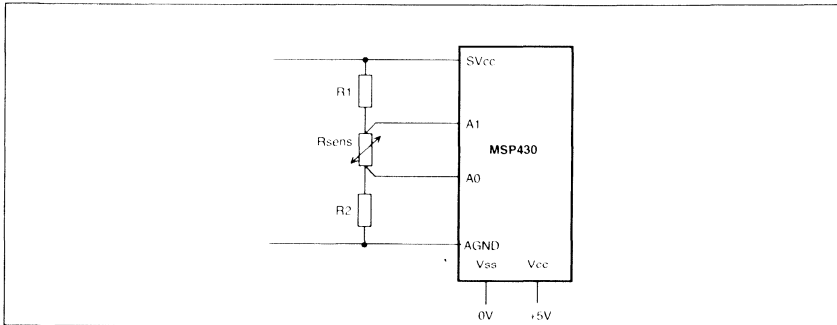 SVcc
R1
A1
Rsens
MSP430
A0
R2
AGND
Vss Vcc
0V +5V